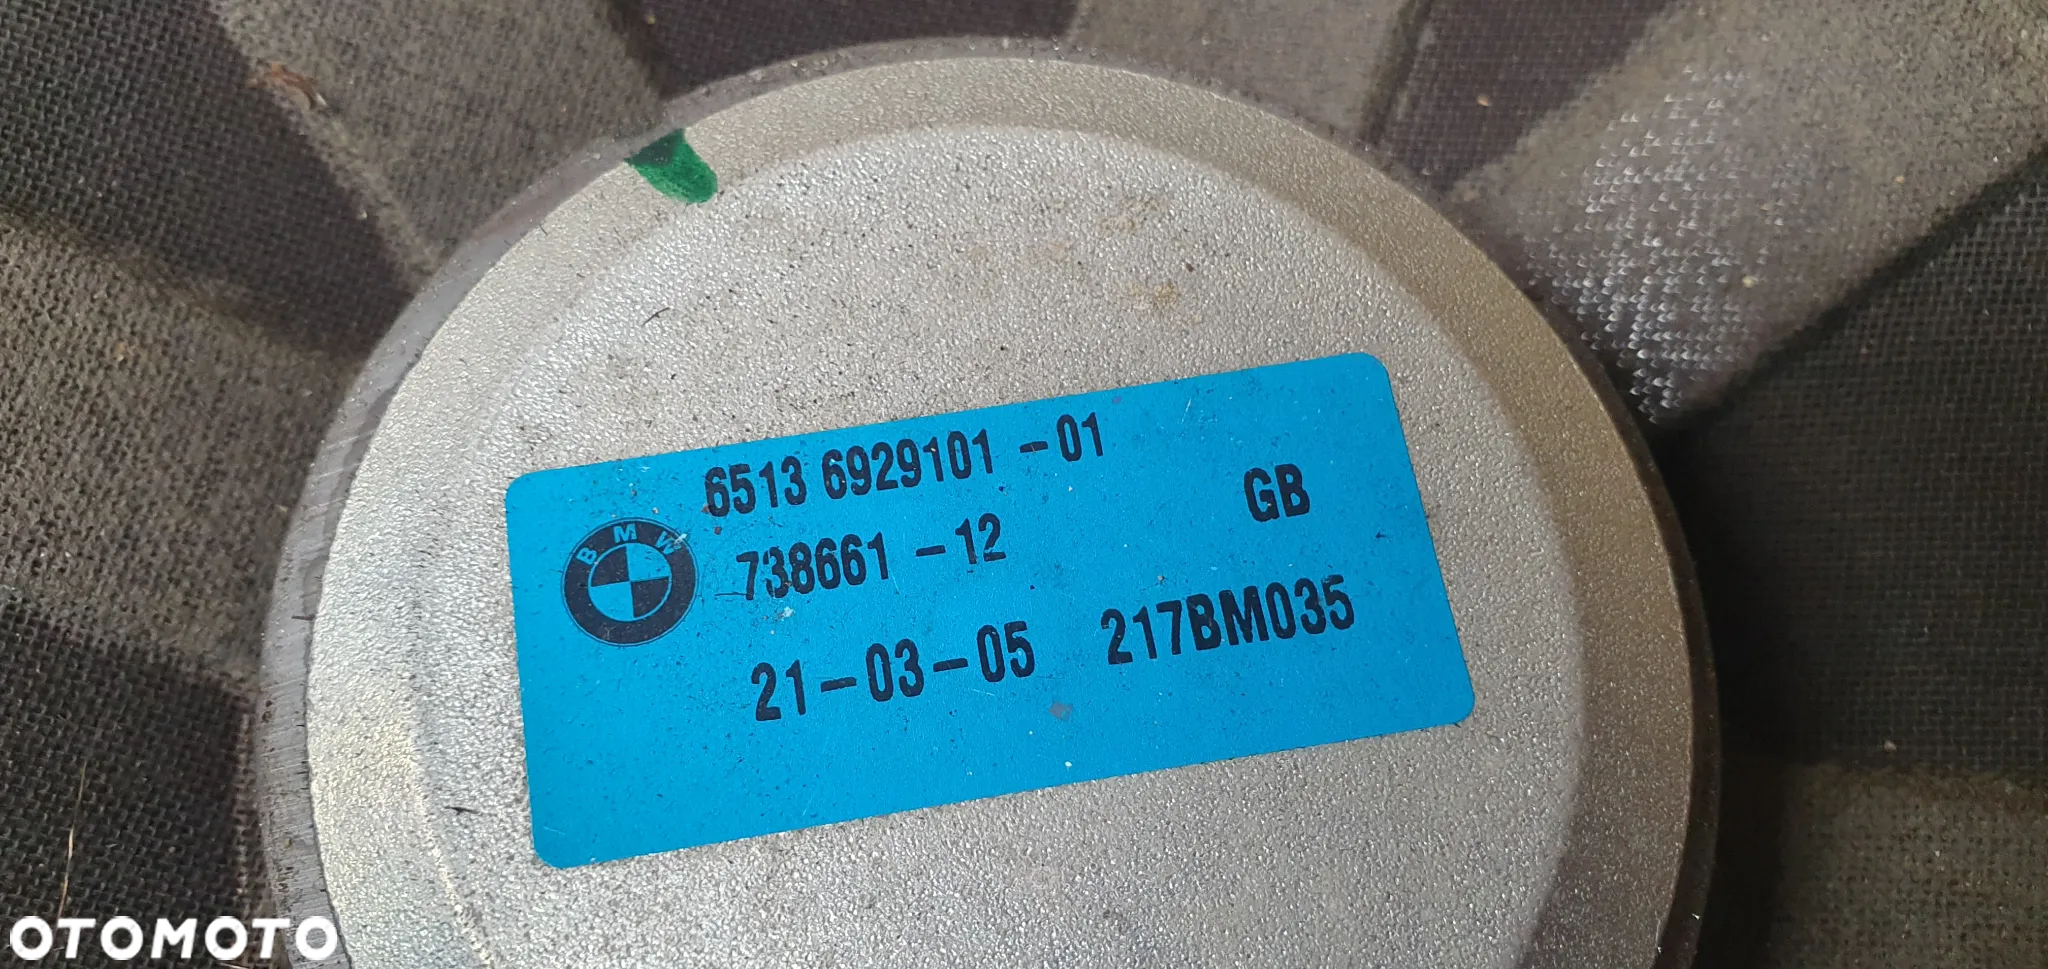 6513 6929101 -01
GB
BMW
738661 -12
21-03-05 217BM035
OTOMOTO